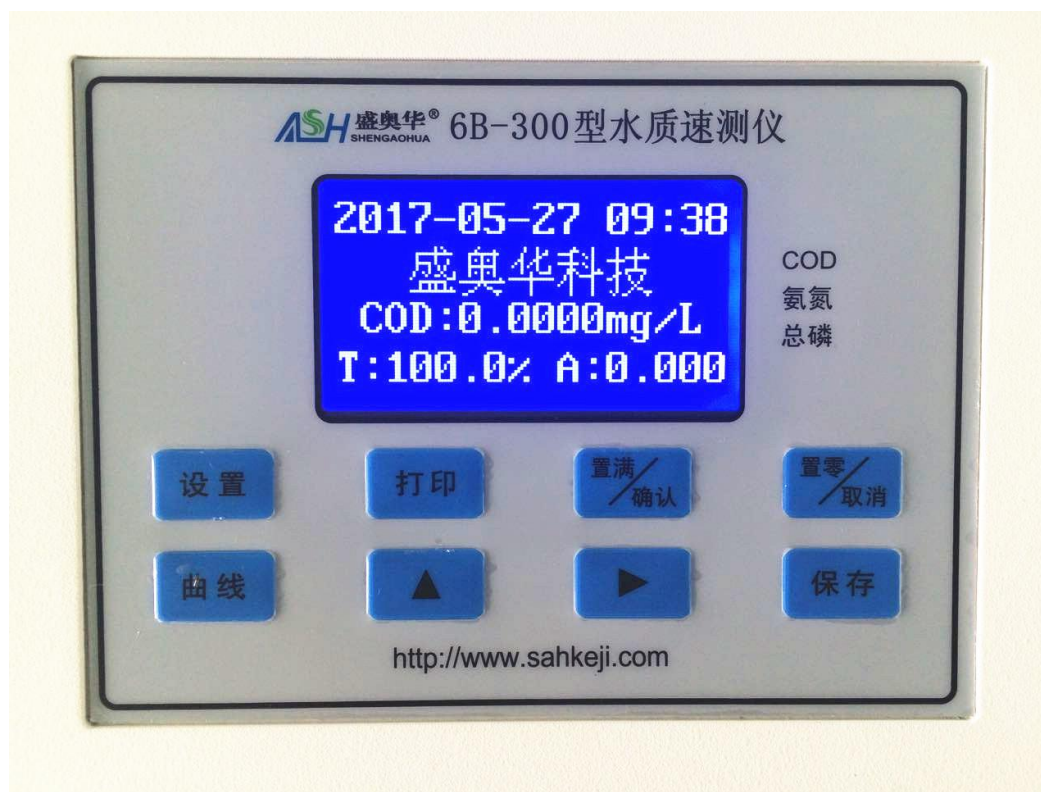 ASH 盛奥华® SHENGAOHUA 6B-300型水质速测仪
2017-05-27 09:38
盛奥华科技
COD:0.0000mg/L
T:100.0% A:0.000
COD
氨氮
总磷
设置 打印 置满/确认 置零/取消
曲线 ▲ ▶ 保存
http://www.sahkeji.com